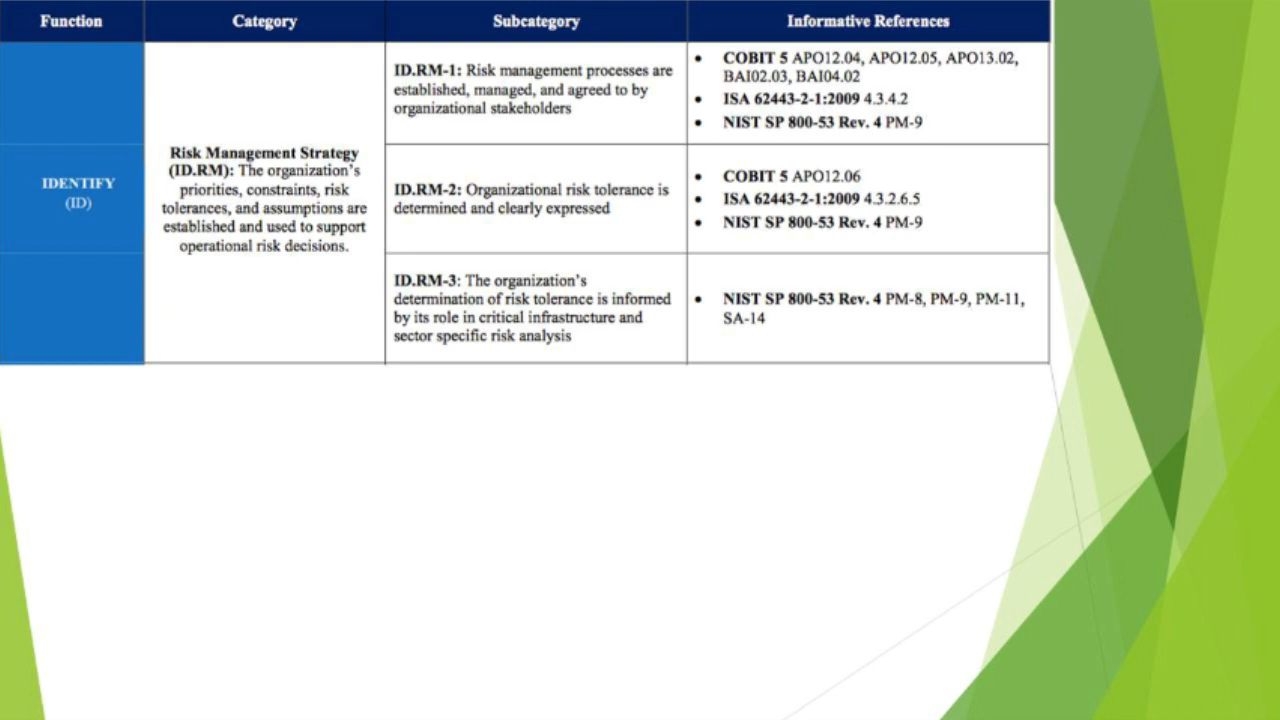 Function Category Subcategory Informative References
IDENTIFY
(ID)
Risk Management Strategy
(ID.RM): The organization's
priorities, constraints, risk
tolerances, and assumptions are
established and used to support
operational risk decisions.
ID.RM-1: Risk management processes are
established, managed, and agreed to by
organizational stakeholders
• COBIT 5 APO12.04, APO12.05, APO13.02,
BAI02.03, BAI04.02
• ISA 62443-2-1:2009 4.3.4.2
• NIST SP 800-53 Rev. 4 PM-9
ID.RM-2: Organizational risk tolerance is
determined and clearly expressed
• COBIT 5 APO12.06
• ISA 62443-2-1:2009 4.3.2.6.5
• NIST SP 800-53 Rev. 4 PM-9
ID.RM-3: The organization's
determination of risk tolerance is informed
by its role in critical infrastructure and
sector specific risk analysis
• NIST SP 800-53 Rev. 4 PM-8, PM-9, PM-11,
SA-14